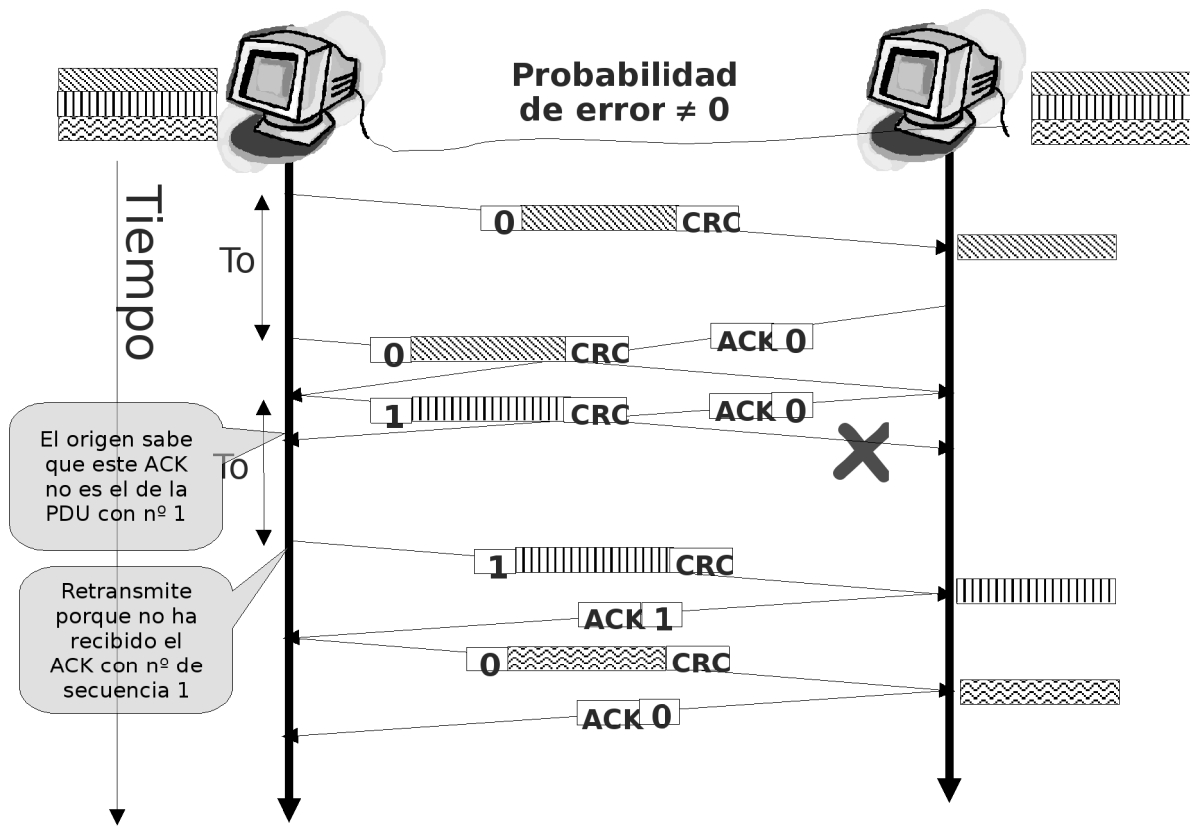 Probabilidad
de error ≠ 0
Tiempo
To
0 CRC
ACK 0
0 CRC
ACK 0
1 CRC
El origen sabe
que este ACK
no es el de la
PDU con nº 1
To
1 CRC
Retransmite
porque no ha
recibido el
ACK con nº de
secuencia 1
ACK 1
0 CRC
ACK 0